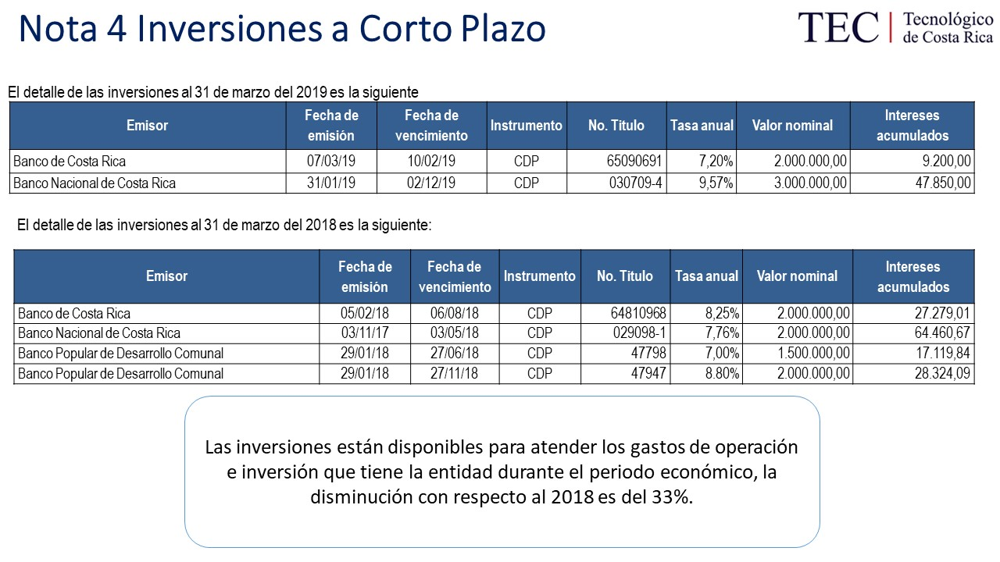 Nota 4 Inversiones a Corto Plazo
TEC | Tecnológico
de Costa Rica
El detalle de las inversiones al 31 de marzo del 2019 es la siguiente
Emisor Fecha de emisión Fecha de vencimiento Instrumento No. Titulo Tasa anual Valor nominal Intereses acumulados
Banco de Costa Rica 07/03/19 10/02/19 CDP 65090691 7,20% 2.000.000,00 9.200,00
Banco Nacional de Costa Rica 31/01/19 02/12/19 CDP 030709-4 9,57% 3.000.000,00 47.850,00
El detalle de las inversiones al 31 de marzo del 2018 es la siguiente:
Emisor Fecha de emisión Fecha de vencimiento Instrumento No. Titulo Tasa anual Valor nominal Intereses acumulados
Banco de Costa Rica 05/02/18 06/08/18 CDP 64810968 8,25% 2.000.000,00 27.279,01
Banco Nacional de Costa Rica 03/11/17 03/05/18 CDP 029098-1 7,76% 2.000.000,00 64.460,67
Banco Popular de Desarrollo Comunal 29/01/18 27/06/18 CDP 47798 7,00% 1.500.000,00 17.119,84
Banco Popular de Desarrollo Comunal 29/01/18 27/11/18 CDP 47947 8.80% 2.000.000,00 28.324,09
Las inversiones están disponibles para atender los gastos de operación
e inversión que tiene la entidad durante el periodo económico, la
disminución con respecto al 2018 es del 33%.